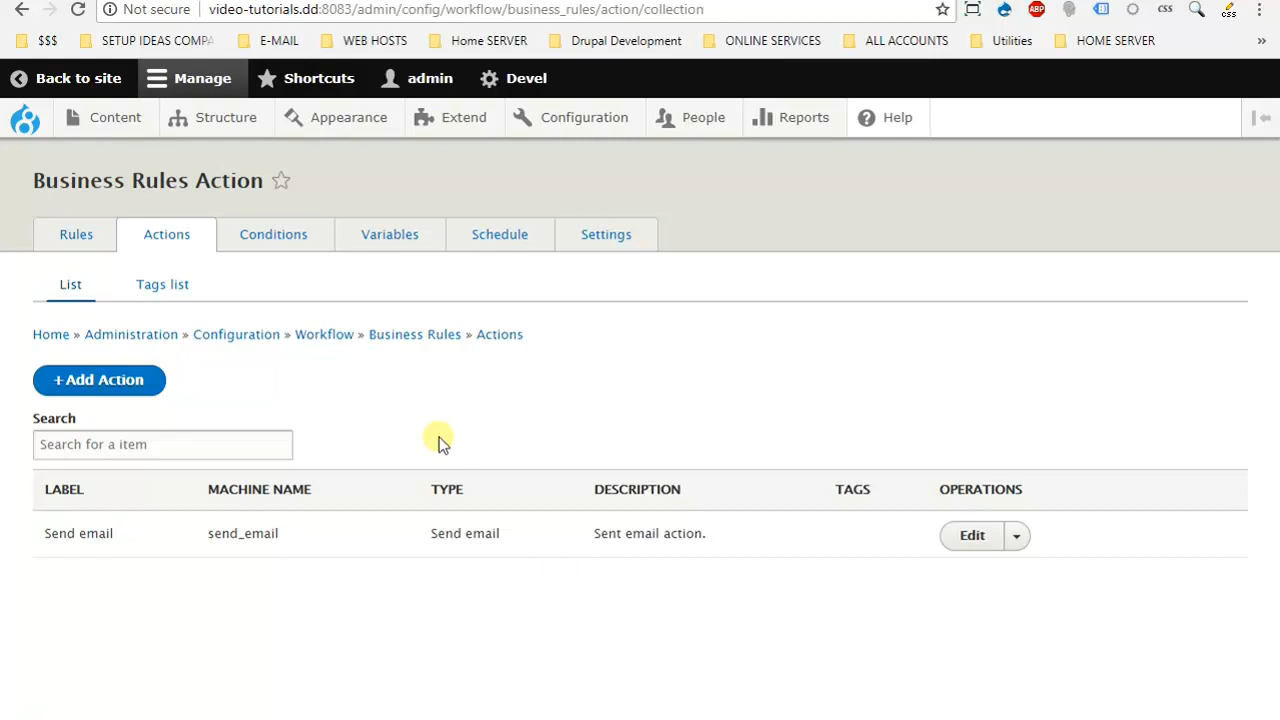 Not secure | video-tutorials.dd:8083/admin/config/workflow/business_rules/action/collection ABP css css
$$$ SETUP IDEAS COMPA E-MAIL WEB HOSTS Home SERVER Drupal Development ONLINE SERVICES ALL ACCOUNTS Utilities HOME SERVER »
Back to site Manage Shortcuts admin Devel
Content Structure Appearance Extend Configuration People Reports Help
Business Rules Action
Rules Actions Conditions Variables Schedule Settings
List Tags list
Home » Administration » Configuration » Workflow » Business Rules » Actions
+Add Action
Search
Search for a item
LABEL MACHINE NAME TYPE DESCRIPTION TAGS OPERATIONS
Send email send_email Send email Sent email action. Edit